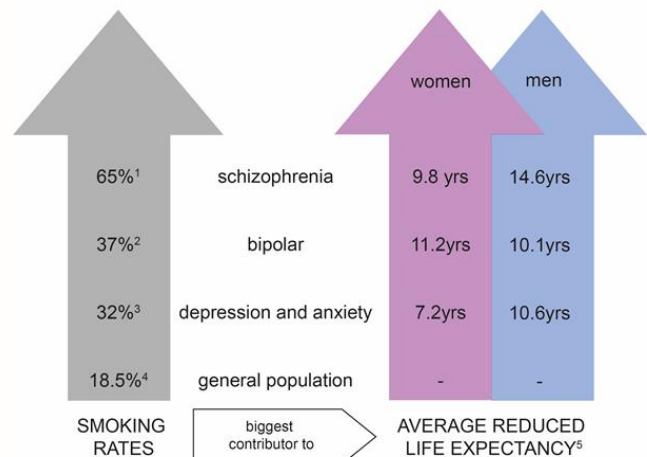 women men
65%¹ schizophrenia 9.8 yrs 14.6yrs
37%² bipolar 11.2yrs 10.1yrs
32%³ depression and anxiety 7.2yrs 10.6yrs
18.5%⁴ general population - -
SMOKING
RATES
biggest
contributor to
AVERAGE REDUCED
LIFE EXPECTANCY⁵